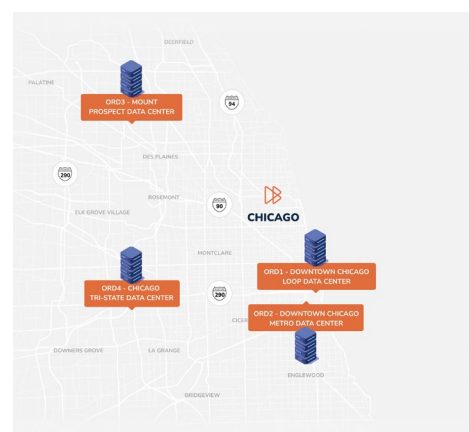 DEERFIELD
PALATINE
94
ORD3 - MOUNT
PROSPECT DATA CENTER
DES PLAINES
290
ROSEMONT
90
ELK GROVE VILLAGE
CHICAGO
MONTCLARE
ORD1 - DOWNTOWN CHICAGO
LOOP DATA CENTER
ORD4 - CHICAGO
TRI-STATE DATA CENTER
290
ORD2 - DOWNTOWN CHICAGO
METRO DATA CENTER
CICE
DOWNERS GROVE
LA GRANGE
ENGLEWOOD
BRIDGEVIEW